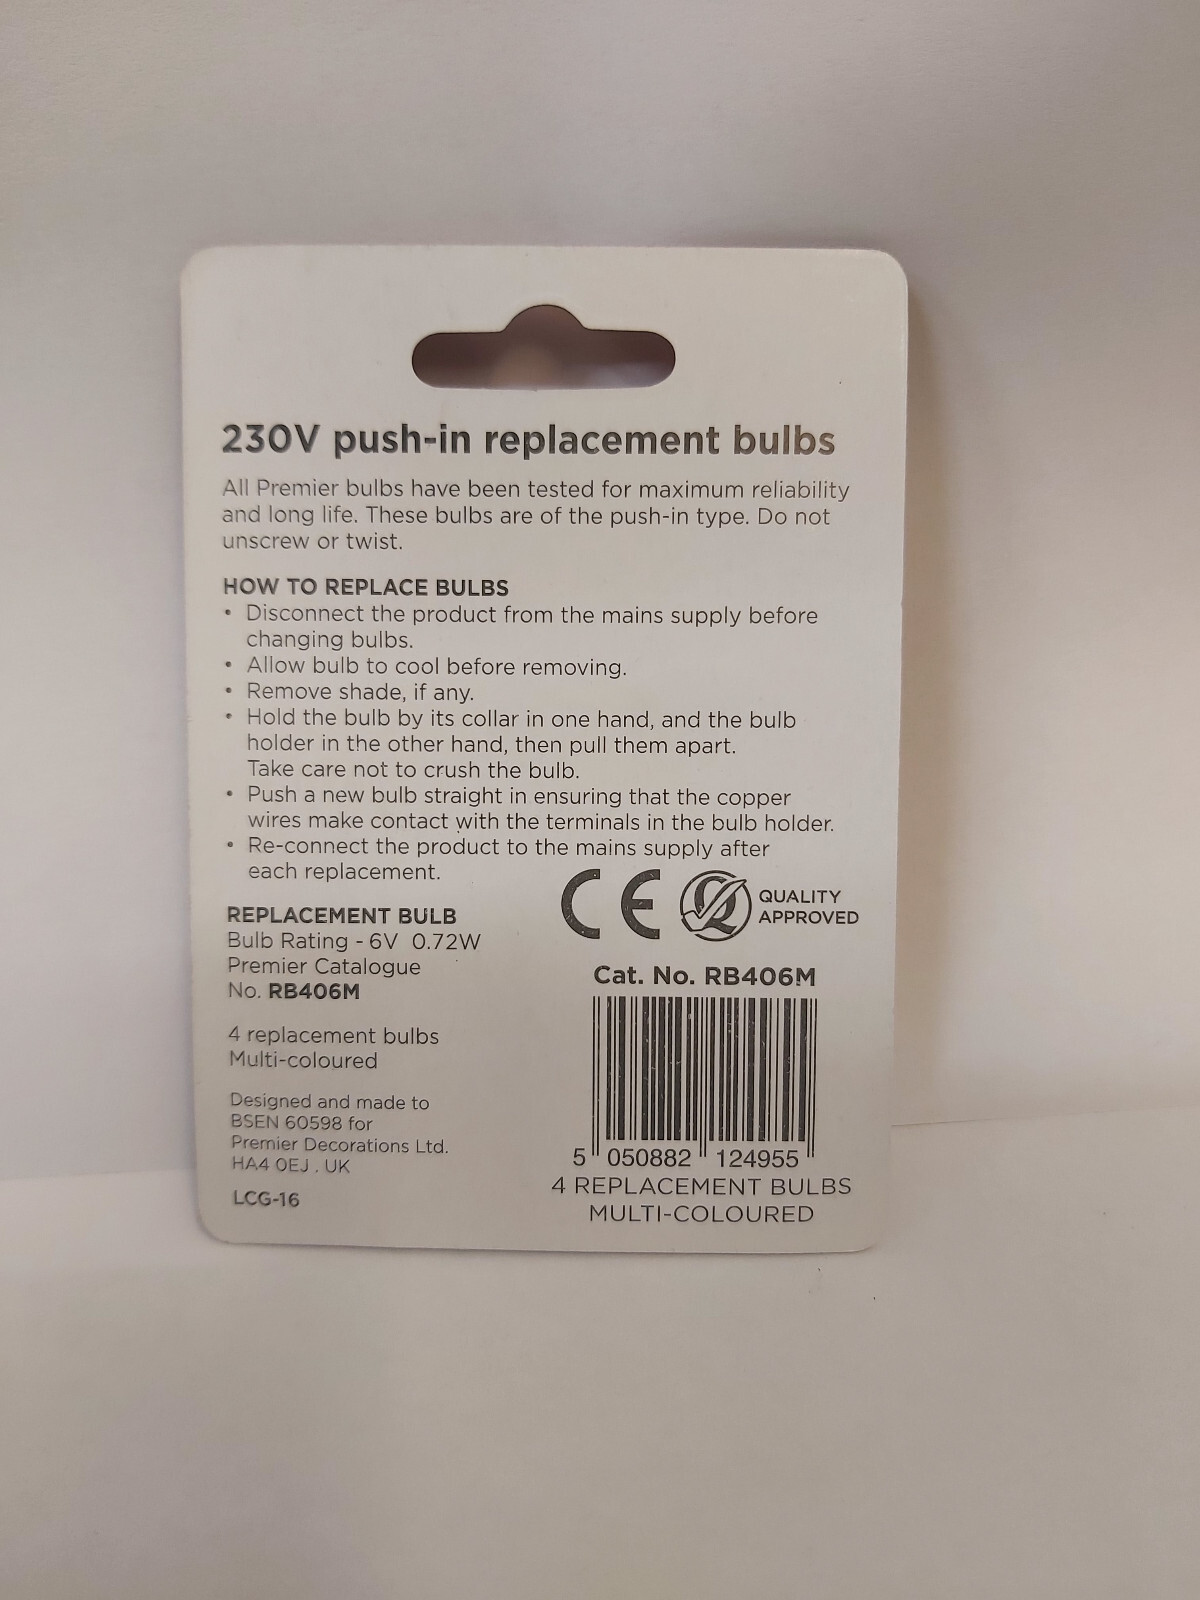 230V push-in replacement bulbs
All Premier bulbs have been tested for maximum reliability
and long life. These bulbs are of the push-in type. Do not
unscrew or twist.
HOW TO REPLACE BULBS
• Disconnect the product from the mains supply before
changing bulbs.
• Allow bulb to cool before removing.
• Remove shade, if any.
• Hold the bulb by its collar in one hand, and the bulb
holder in the other hand, then pull them apart.
Take care not to crush the bulb.
• Push a new bulb straight in ensuring that the copper
wires make contact with the terminals in the bulb holder.
• Re-connect the product to the mains supply after
each replacement.
REPLACEMENT BULB
Bulb Rating - 6V 0.72W
Premier Catalogue
No. RB406M
4 replacement bulbs
Multi-coloured
Designed and made to
BSEN 60598 for
Premier Decorations Ltd.
HA4 0EJ . UK
LCG-16
CE Q QUALITY
APPROVED
Cat. No. RB406M
5 050882 124955
4 REPLACEMENT BULBS
MULTI-COLOURED